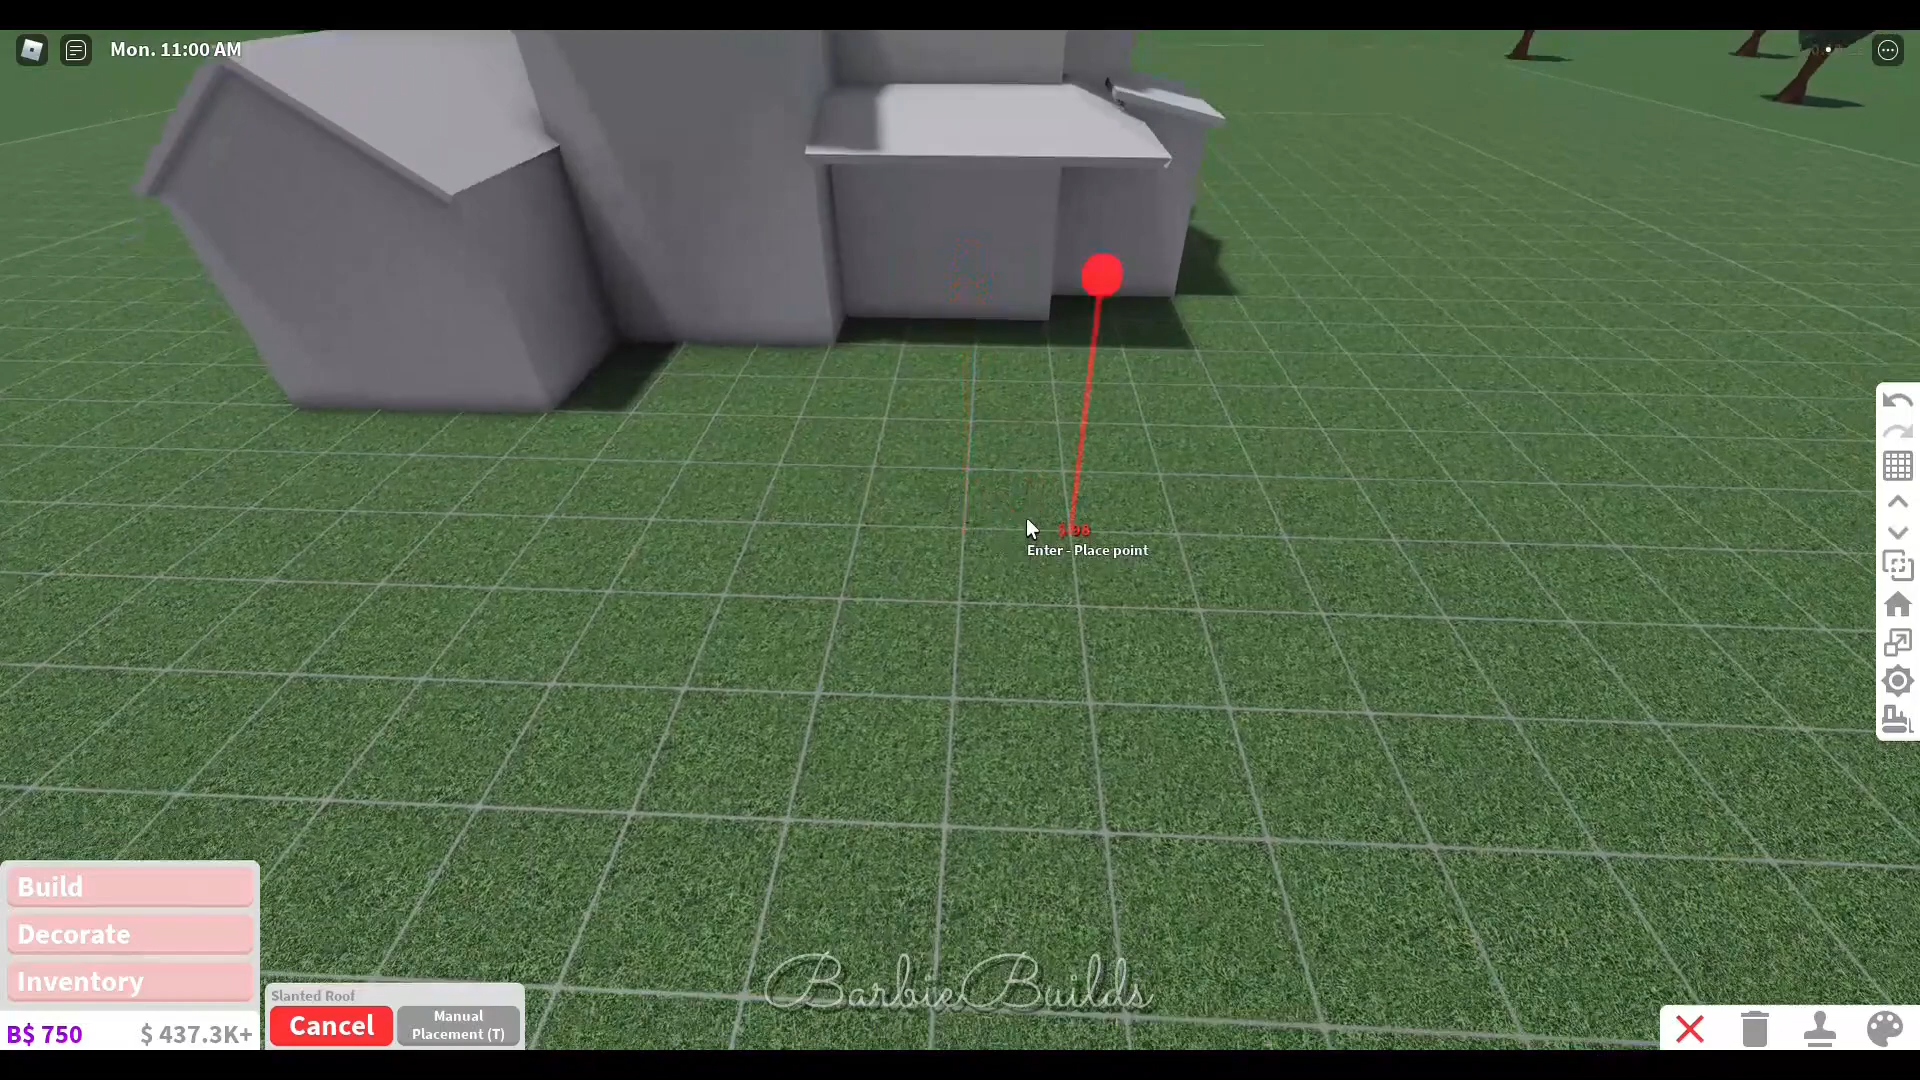 Mon. 11:00 AM
Enter - Place point
Build
Decorate
Inventory
Slanted Roof
Cancel
Manual
Placement (T)
B$ 750
$ 437.3K+
BarbieBuilds